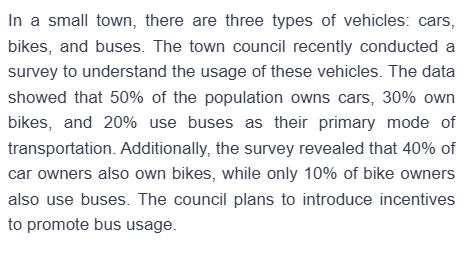 In a small town, there are three types of vehicles: cars,
bikes, and buses. The town council recently conducted a
survey to understand the usage of these vehicles. The data
showed that 50% of the population owns cars, 30% own
bikes, and 20% use buses as their primary mode of
transportation. Additionally, the survey revealed that 40% of
car owners also own bikes, while only 10% of bike owners
also use buses. The council plans to introduce incentives
to promote bus usage.